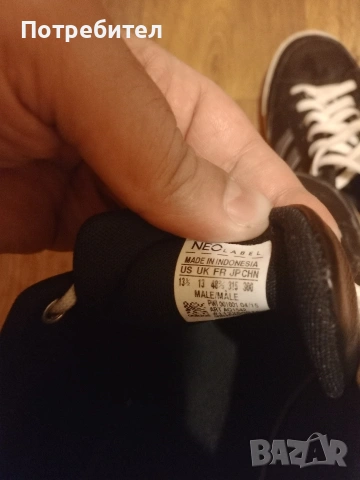 Потребител
NEO LABEL
MADE IN INDONESIA
US UK FR JP CHN
13½ 13 48⅔ 315 300
MALE/MALE
BAZAR